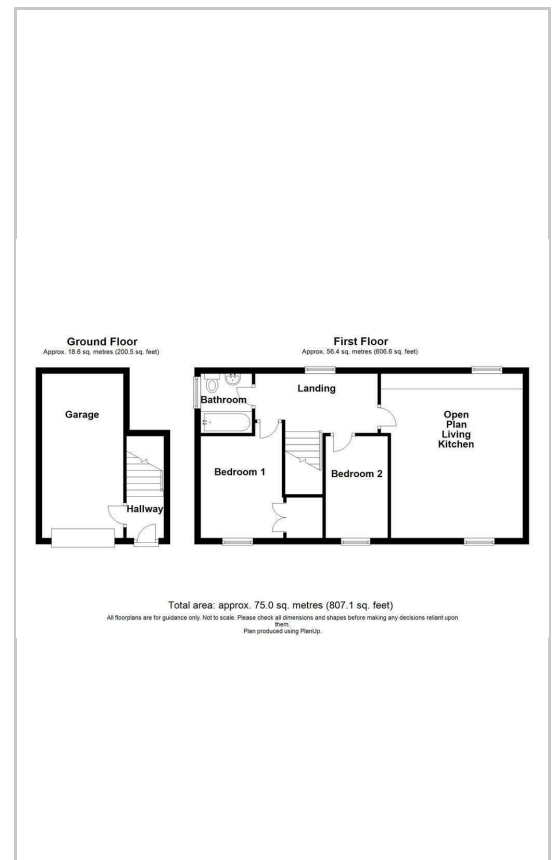 Ground Floor
Approx. 18.6 sq. metres (200.5 sq. feet)
Garage
Hallway
First Floor
Approx. 56.4 sq. metres (606.6 sq. feet)
Bathroom
Landing
Open
Plan
Living
Kitchen
Bedroom 1
Bedroom 2
Total area: approx. 75.0 sq. metres (807.1 sq. feet)
All floorplans are for guidance only. Not to scale. Please check all dimensions and shapes before making any decisions reliant upon
them.
Plan produced using PlanUp.